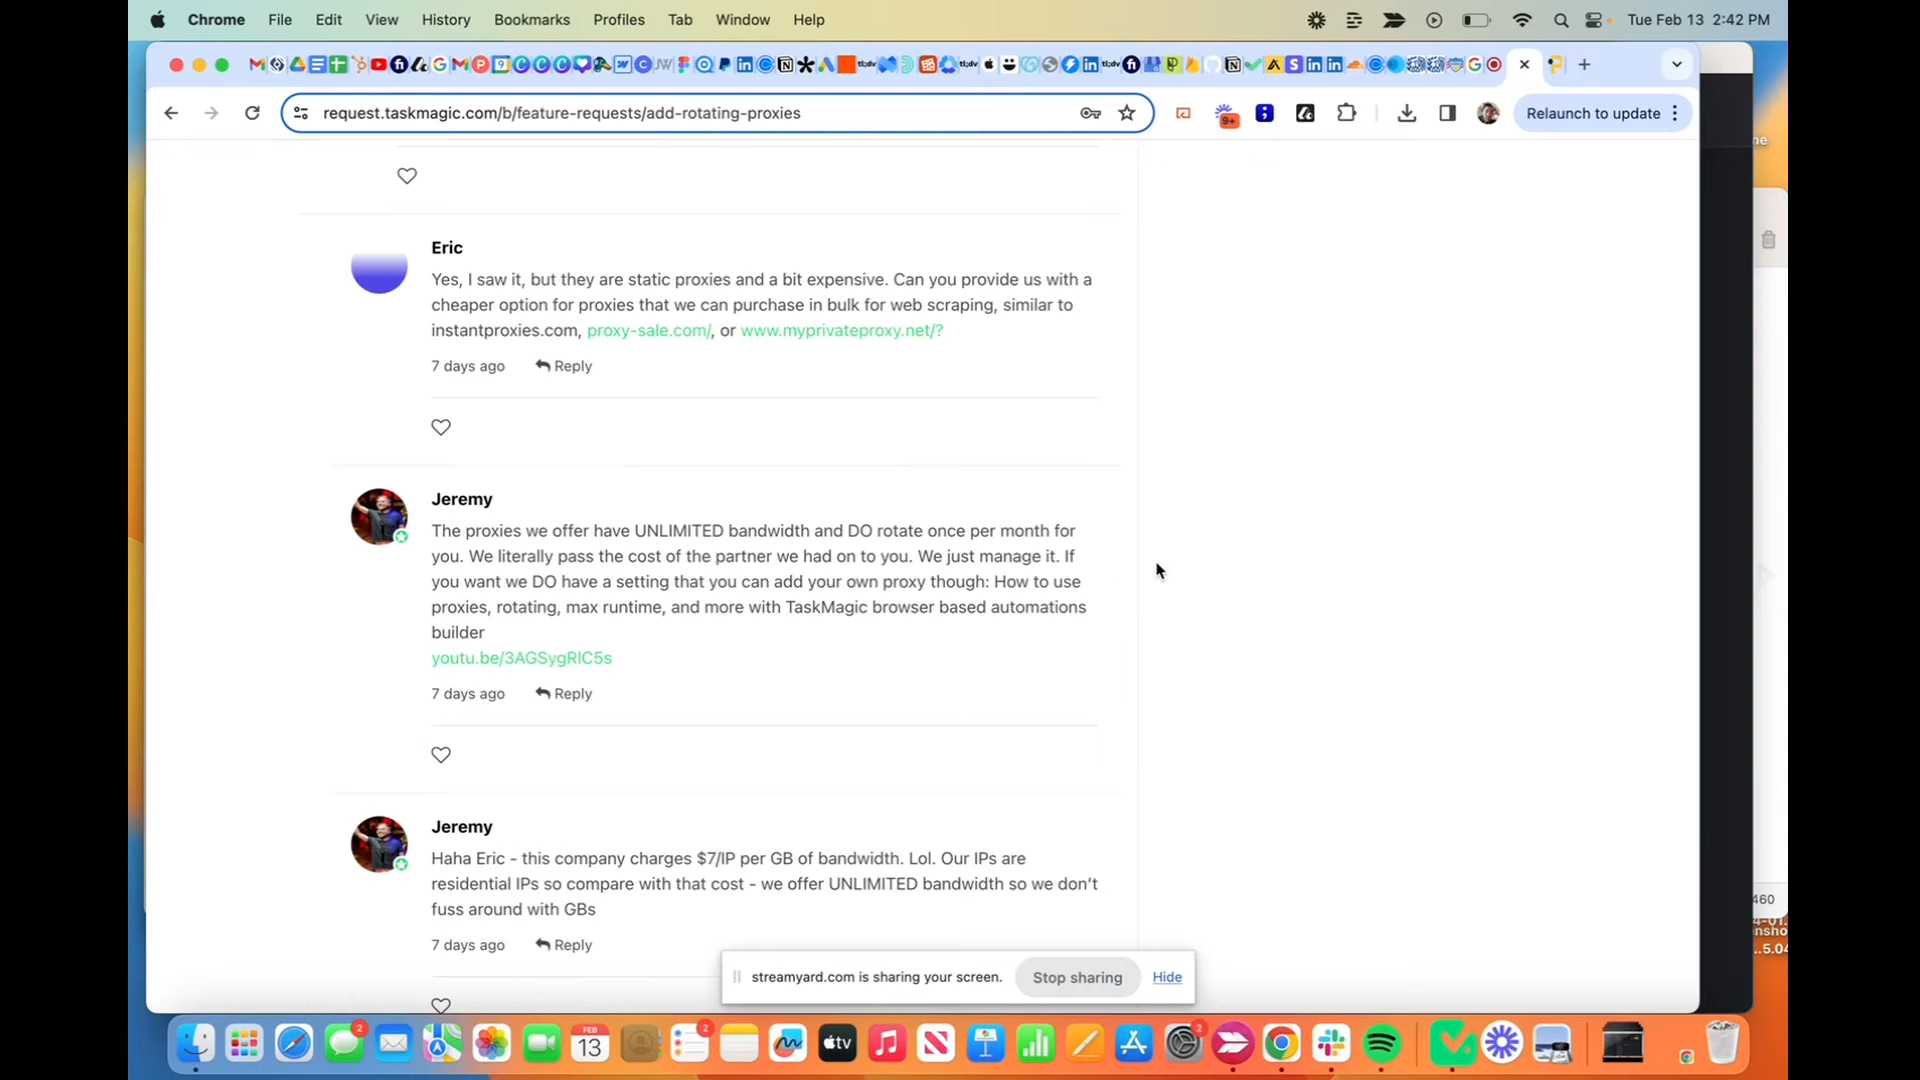 Chrome File Edit View History Bookmarks Profiles Tab Window Help Tue Feb 13 2:42 PM
request.taskmagic.com/b/feature-requests/add-rotating-proxies
9+
Relaunch to update
Eric
Yes, I saw it, but they are static proxies and a bit expensive. Can you provide us with a
cheaper option for proxies that we can purchase in bulk for web scraping, similar to
instantproxies.com, proxy-sale.com/, or www.myprivateproxy.net/?
7 days ago Reply
Jeremy
The proxies we offer have UNLIMITED bandwidth and DO rotate once per month for
you. We literally pass the cost of the partner we had on to you. We just manage it. If
you want we DO have a setting that you can add your own proxy though: How to use
proxies, rotating, max runtime, and more with TaskMagic browser based automations
builder
youtu.be/3AGSygRIC5s
7 days ago Reply
Jeremy
Haha Eric - this company charges $7/IP per GB of bandwidth. Lol. Our IPs are
residential IPs so compare with that cost - we offer UNLIMITED bandwidth so we don't
fuss around with GBs
7 days ago Reply
streamyard.com is sharing your screen. Stop sharing Hide
460
2
FEB
13
2
tv
2